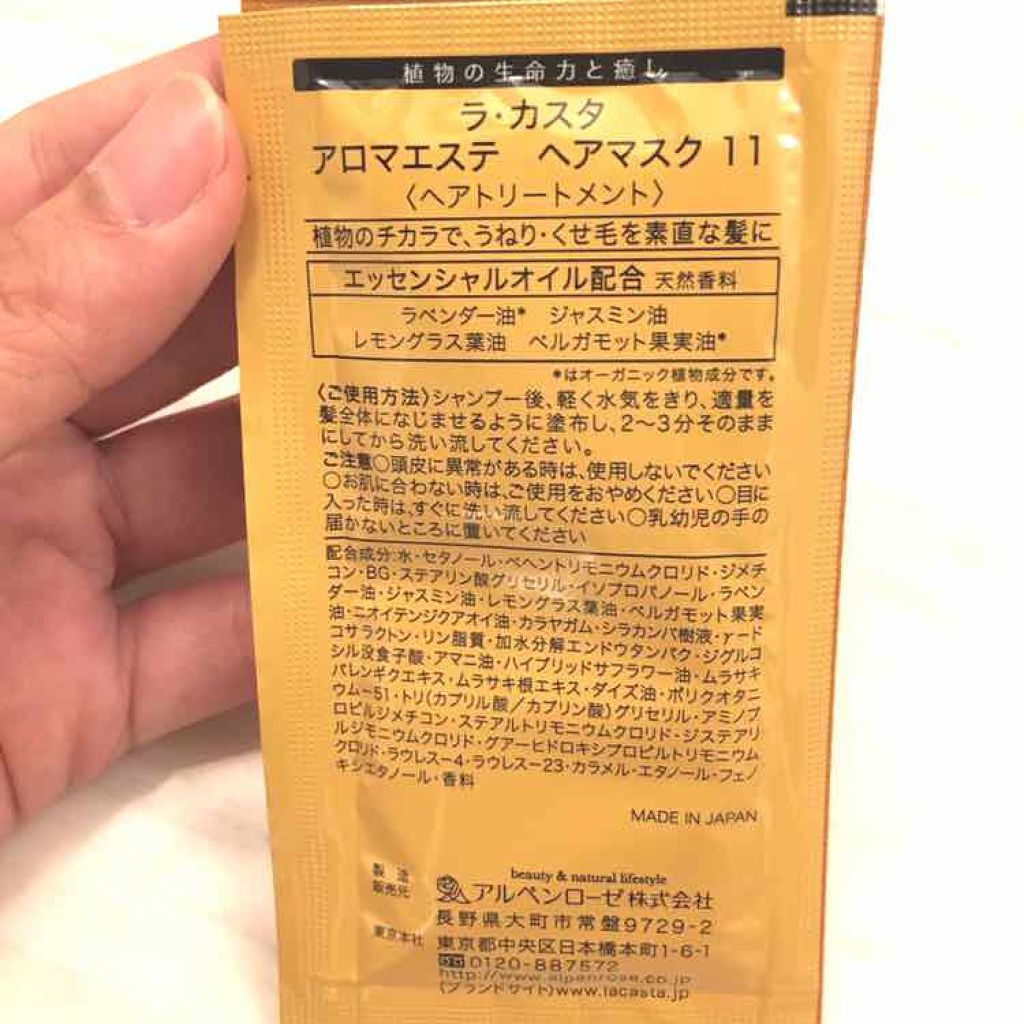 植物の生命力と癒し
ラ・カスタ
アロマエステ ヘアマスク 11
〈ヘアトリートメント〉
植物のチカラで、うねり・くせ毛を素直な髪に
エッセンシャルオイル配合 天然香料
ラベンダー油* ジャスミン油
レモングラス葉油 ベルガモット果実油*
*はオーガニック植物成分です。
〈ご使用方法〉シャンプー後、軽く水気をきり、適量を
髪全体になじませるように塗布し、2〜3分そのまま
にしてから洗い流してください。
ご注意○頭皮に異常がある時は、使用しないでください
○お肌に合わない時は、ご使用をおやめください○目に
入った時は、すぐに洗い流してください○乳幼児の手の
届かないところに置いてください
配合成分:水・セタノール・ベヘントリモニウムクロリド・ジメチ
コン・BG・ステアリン酸グリセリル・イソプロパノール・ラベン
ダー油・ジャスミン油・レモングラス葉油・ベルガモット果実
油・ニオイテンジクアオイ油・カラヤガム・シラカンバ樹液・γ-ド
コサラクトン・リン脂質・加水分解エンドウタンパク・ジグルコ
シル没食子酸・アマニ油・ハイブリッドサフラワー油・ムラサキ
バレンギクエキス・ムラサキ根エキス・ダイズ油・ポリクオタニ
ウム-51・トリ(カプリル酸/カプリン酸)グリセリル・アミノプ
ロピルジメチコン・ステアルトリモニウムクロリド・ジステアリ
ルジモニウムクロリド・グアーヒドロキシプロピルトリモニウム
クロリド・ラウレス-4・ラウレス-23・カラメル・エタノール・フェノ
キシエタノール・香料
MADE IN JAPAN
beauty & natural lifestyle
製造
販売元
アルペンローゼ株式会社
長野県大町市常盤9729-2
東京本社 東京都中央区日本橋本町1-6-1
0120-887572
http://www.alpenrose.co.jp
(ブランドサイト)www.lacasta.jp